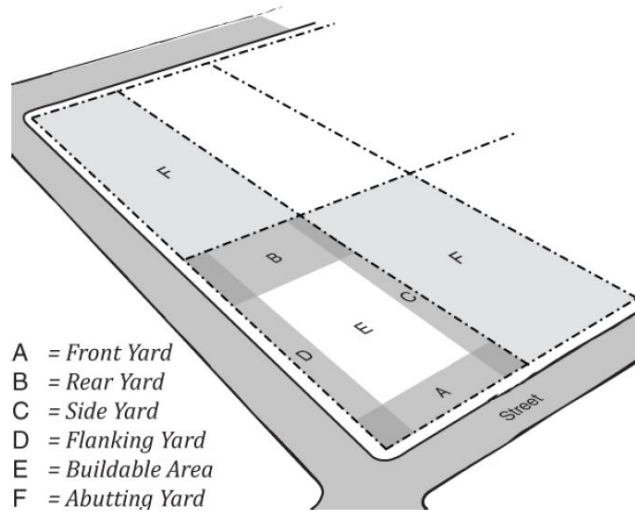 F
B
F
C
E
D
A
Street
A = Front Yard
B = Rear Yard
C = Side Yard
D = Flanking Yard
E = Buildable Area
F = Abutting Yard